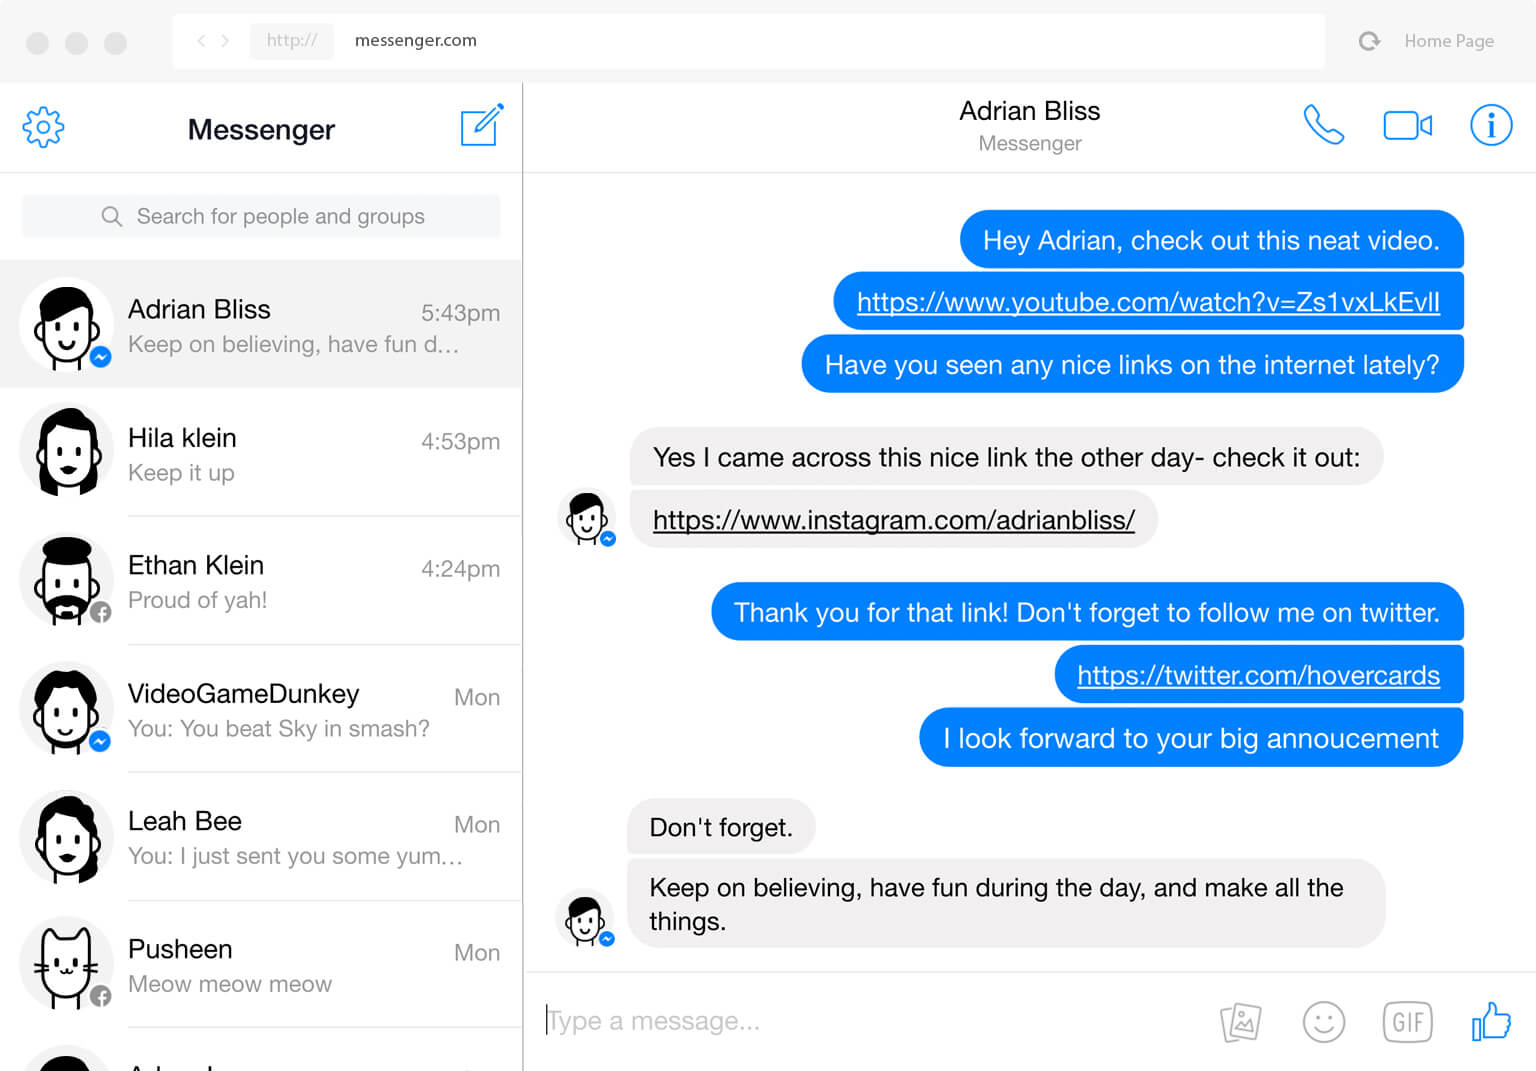 http://
messenger.com
Home Page
Messenger
Search for people and groups
Adrian Bliss
5:43pm
Keep on believing, have fun d...
Hila klein
4:53pm
Keep it up
Ethan Klein
4:24pm
Proud of yah!
VideoGameDunkey
Mon
You: You beat Sky in smash?
Leah Bee
Mon
You: I just sent you some yum...
Pusheen
Mon
Meow meow meow
Adrian Bliss
Messenger
Hey Adrian, check out this neat video.
https://www.youtube.com/watch?v=Zs1vxLkEvlI
Have you seen any nice links on the internet lately?
Yes I came across this nice link the other day- check it out:
https://www.instagram.com/adrianbliss/
Thank you for that link! Don't forget to follow me on twitter.
https://twitter.com/hovercards
I look forward to your big annoucement
Don't forget.
Keep on believing, have fun during the day, and make all the
things.
Type a message...
GIF